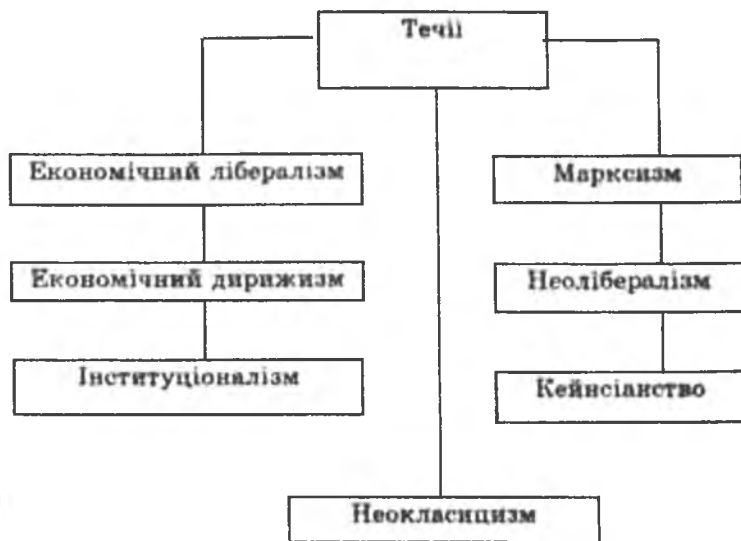 Течії
Економічний лібералізм
Марксизм
Економічний дирижизм
Неолібералізм
Інституціоналізм
Кейнсіанство
Неокласицизм